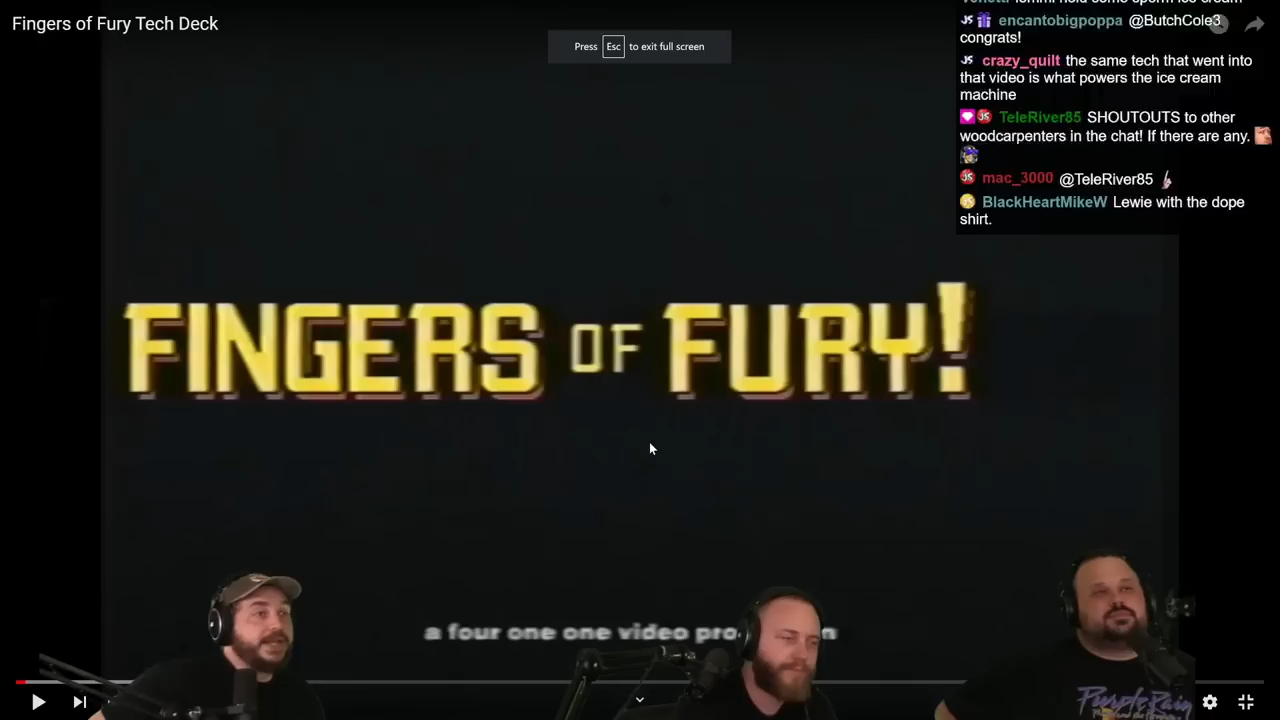 Fingers of Fury Tech Deck
Press Esc to exit full screen
encantobigpoppa @ButchCole3
congrats!
crazy_quilt the same tech that went into
that video is what powers the ice cream
machine
TeleRiver85 SHOUTOUTS to other
woodcarpenters in the chat! If there are any.
mac_3000 @TeleRiver85
BlackHeartMikeW Lewie with the dope
shirt.
FINGERS OF FURY!
a four one one video
Purple Rain